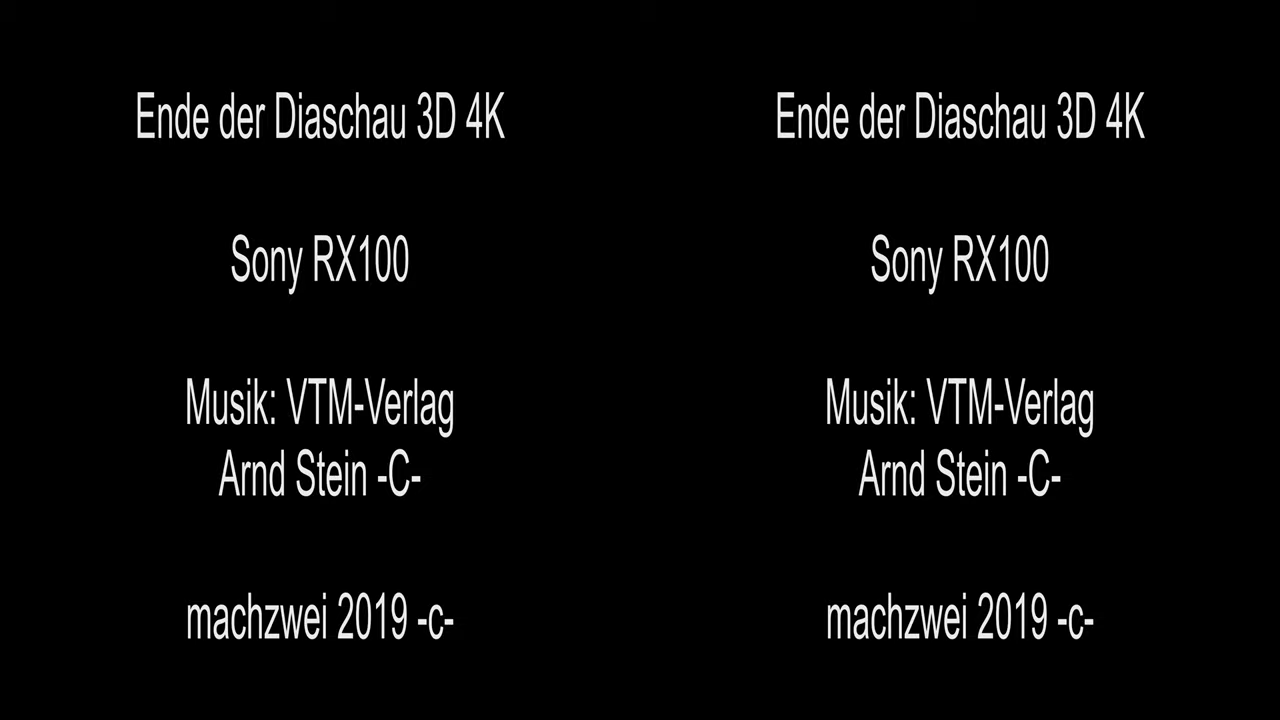 Ende der Diaschau 3D 4K
Sony RX100
Musik: VTM-Verlag
Arnd Stein -C-
machzwei 2019 -c-
Ende der Diaschau 3D 4K
Sony RX100
Musik: VTM-Verlag
Arnd Stein -C-
machzwei 2019 -c-